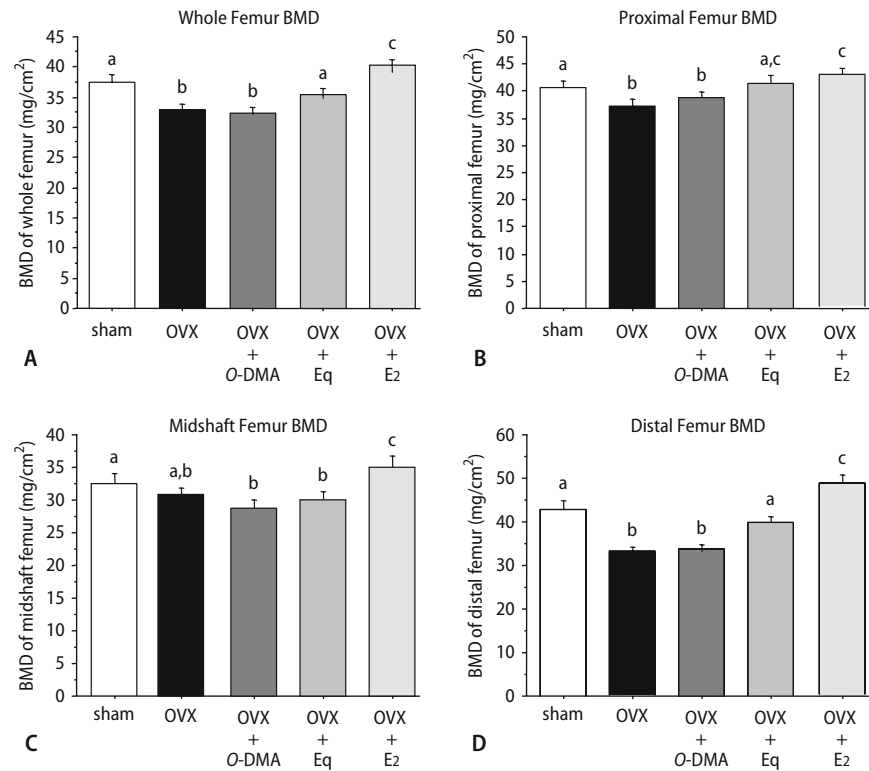 Whole Femur BMD
BMD of whole femur (mg/cm²)
45
40
35
30
25
20
15
10
5
0
a
b
b
a
c
sham
OVX
OVX + O-DMA
OVX + Eq
OVX + E2
A
Proximal Femur BMD
BMD of proximal femur (mg/cm²)
50
45
40
35
30
25
20
15
10
5
0
a
b
b
a,c
c
sham
OVX
OVX + O-DMA
OVX + Eq
OVX + E2
B
Midshaft Femur BMD
BMD of midshaft femur (mg/cm²)
40
35
30
25
20
15
10
5
0
a
a,b
b
b
c
sham
OVX
OVX + O-DMA
OVX + Eq
OVX + E2
C
Distal Femur BMD
BMD of distal femur (mg/cm²)
60
50
40
30
20
10
0
a
b
b
a
c
sham
OVX
OVX + O-DMA
OVX + Eq
OVX + E2
D